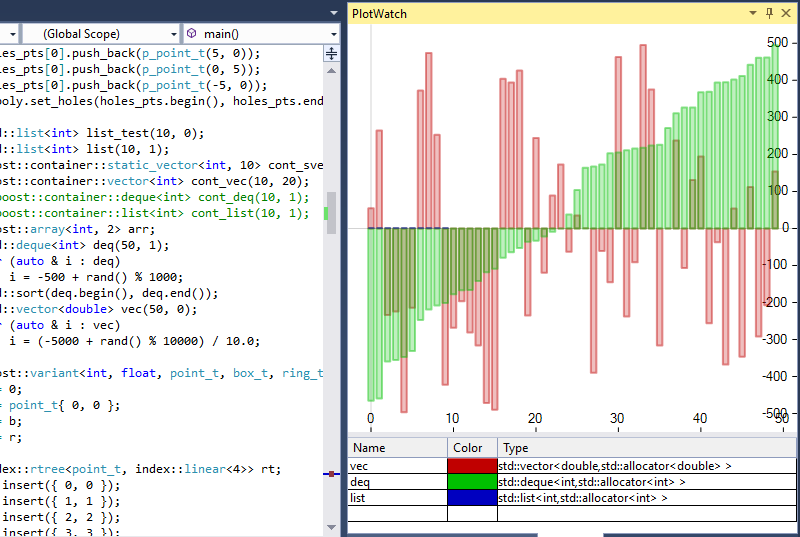 (Global Scope)
main()
les_pts[0].push_back(p_point_t(5, 0));
les_pts[0].push_back(p_point_t(0, 5));
les_pts[0].push_back(p_point_t(-5, 0));
poly.set_holes(holes_pts.begin(), holes_pts.end
d::list<int> list_test(10, 0);
d::list<int> list(10, 1);
ost::container::static_vector<int, 10> cont_sve
ost::container::vector<int> cont_vec(10, 20);
boost::container::deque<int> cont_deq(10, 1);
boost::container::list<int> cont_list(10, 1);
ost::array<int, 2> arr;
d::deque<int> deq(50, 1);
r (auto & i : deq)
i = -500 + rand() % 1000;
d::sort(deq.begin(), deq.end());
d::vector<double> vec(50, 0);
r (auto & i : vec)
i = (-5000 + rand() % 10000) / 10.0;
ost::variant<int, float, point_t, box_t, ring_t
= 0;
= point_t{ 0, 0 };
= b;
= r;
dex::rtree<point_t, index::linear<4>> rt;
insert({ 0, 0 });
insert({ 1, 1 });
insert({ 2, 2 });
insert({ 3, 3 });
PlotWatch
500
400
300
200
100
0
-100
-200
-300
-400
-500
0 10 20 30 40 50
Name Color Type
vec std::vector<double,std::allocator<double> >
deq std::deque<int,std::allocator<int> >
list std::list<int,std::allocator<int> >